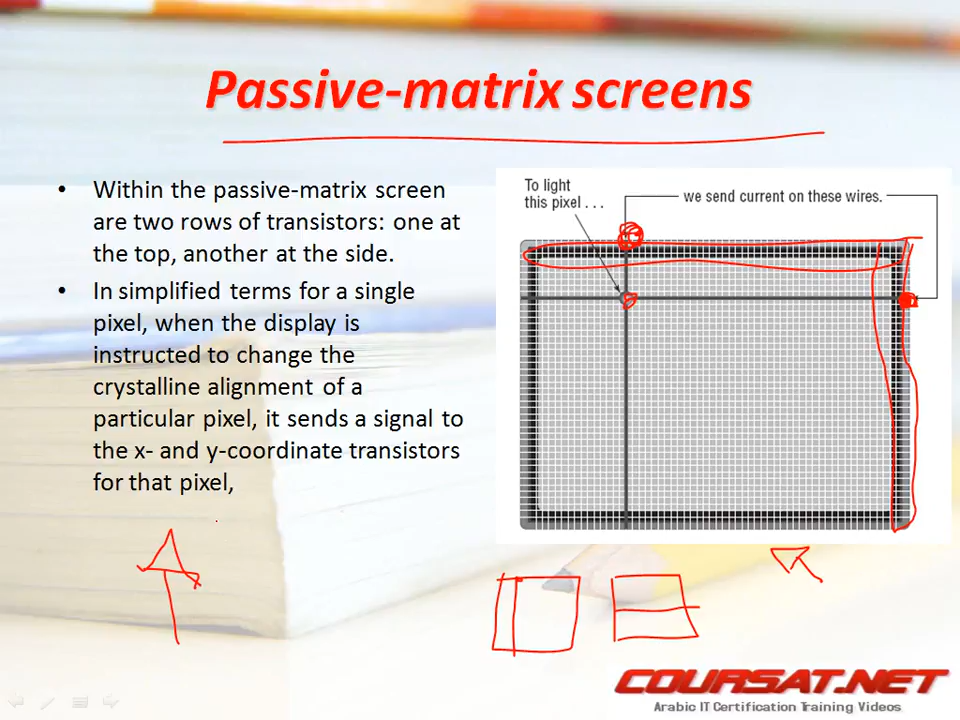 Passive-matrix screens
• Within the passive-matrix screen
are two rows of transistors: one at
the top, another at the side.
• In simplified terms for a single
pixel, when the display is
instructed to change the
crystalline alignment of a
particular pixel, it sends a signal to
the x- and y-coordinate transistors
for that pixel,
To light
this pixel . . .
we send current on these wires.
COURSAT.NET
Arabic IT Certification Training Videos